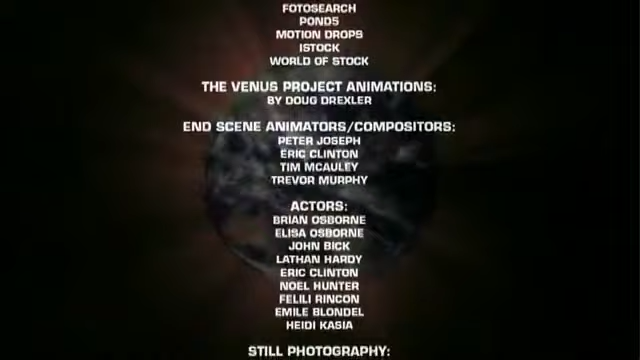 FOTOSEARCH
POND5
MOTION DROPS
ISTOCK
WORLD OF STOCK
THE VENUS PROJECT ANIMATIONS:
BY DOUG DREXLER
END SCENE ANIMATORS/COMPOSITORS:
PETER JOSEPH
ERIC CLINTON
TIM MCAULEY
TREVOR MURPHY
ACTORS:
BRIAN OSBORNE
ELISA OSBORNE
JOHN BICK
LATHAN HARDY
ERIC CLINTON
NOEL HUNTER
FELILI RINCON
EMILE BLONDEL
HEIDI KASIA
STILL PHOTOGRAPHY: